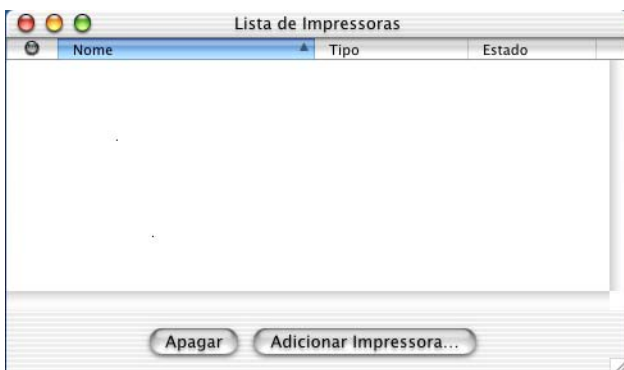 Lista de Impressoras
Nome Tipo Estado
Apagar Adicionar Impressora...